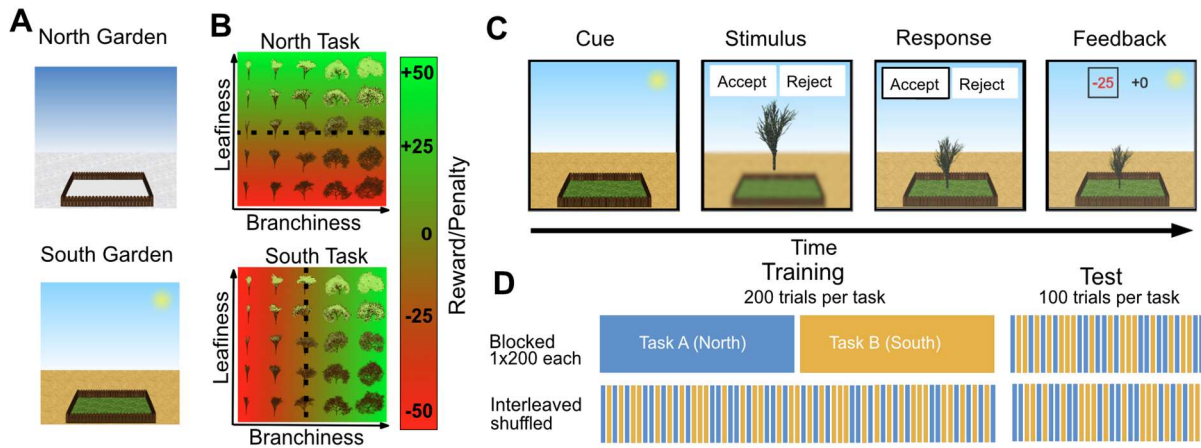 A
North Garden
South Garden
B
North Task
Leafiness
Branchiness
South Task
Leafiness
Branchiness
+50
+25
0
-25
-50
Reward/Penalty
C
Cue
Stimulus
Response
Feedback
Accept
Reject
Accept
Reject
-25
+0
Time
D
Training
200 trials per task
Test
100 trials per task
Blocked
1x200 each
Task A (North)
Task B (South)
Interleaved
shuffled